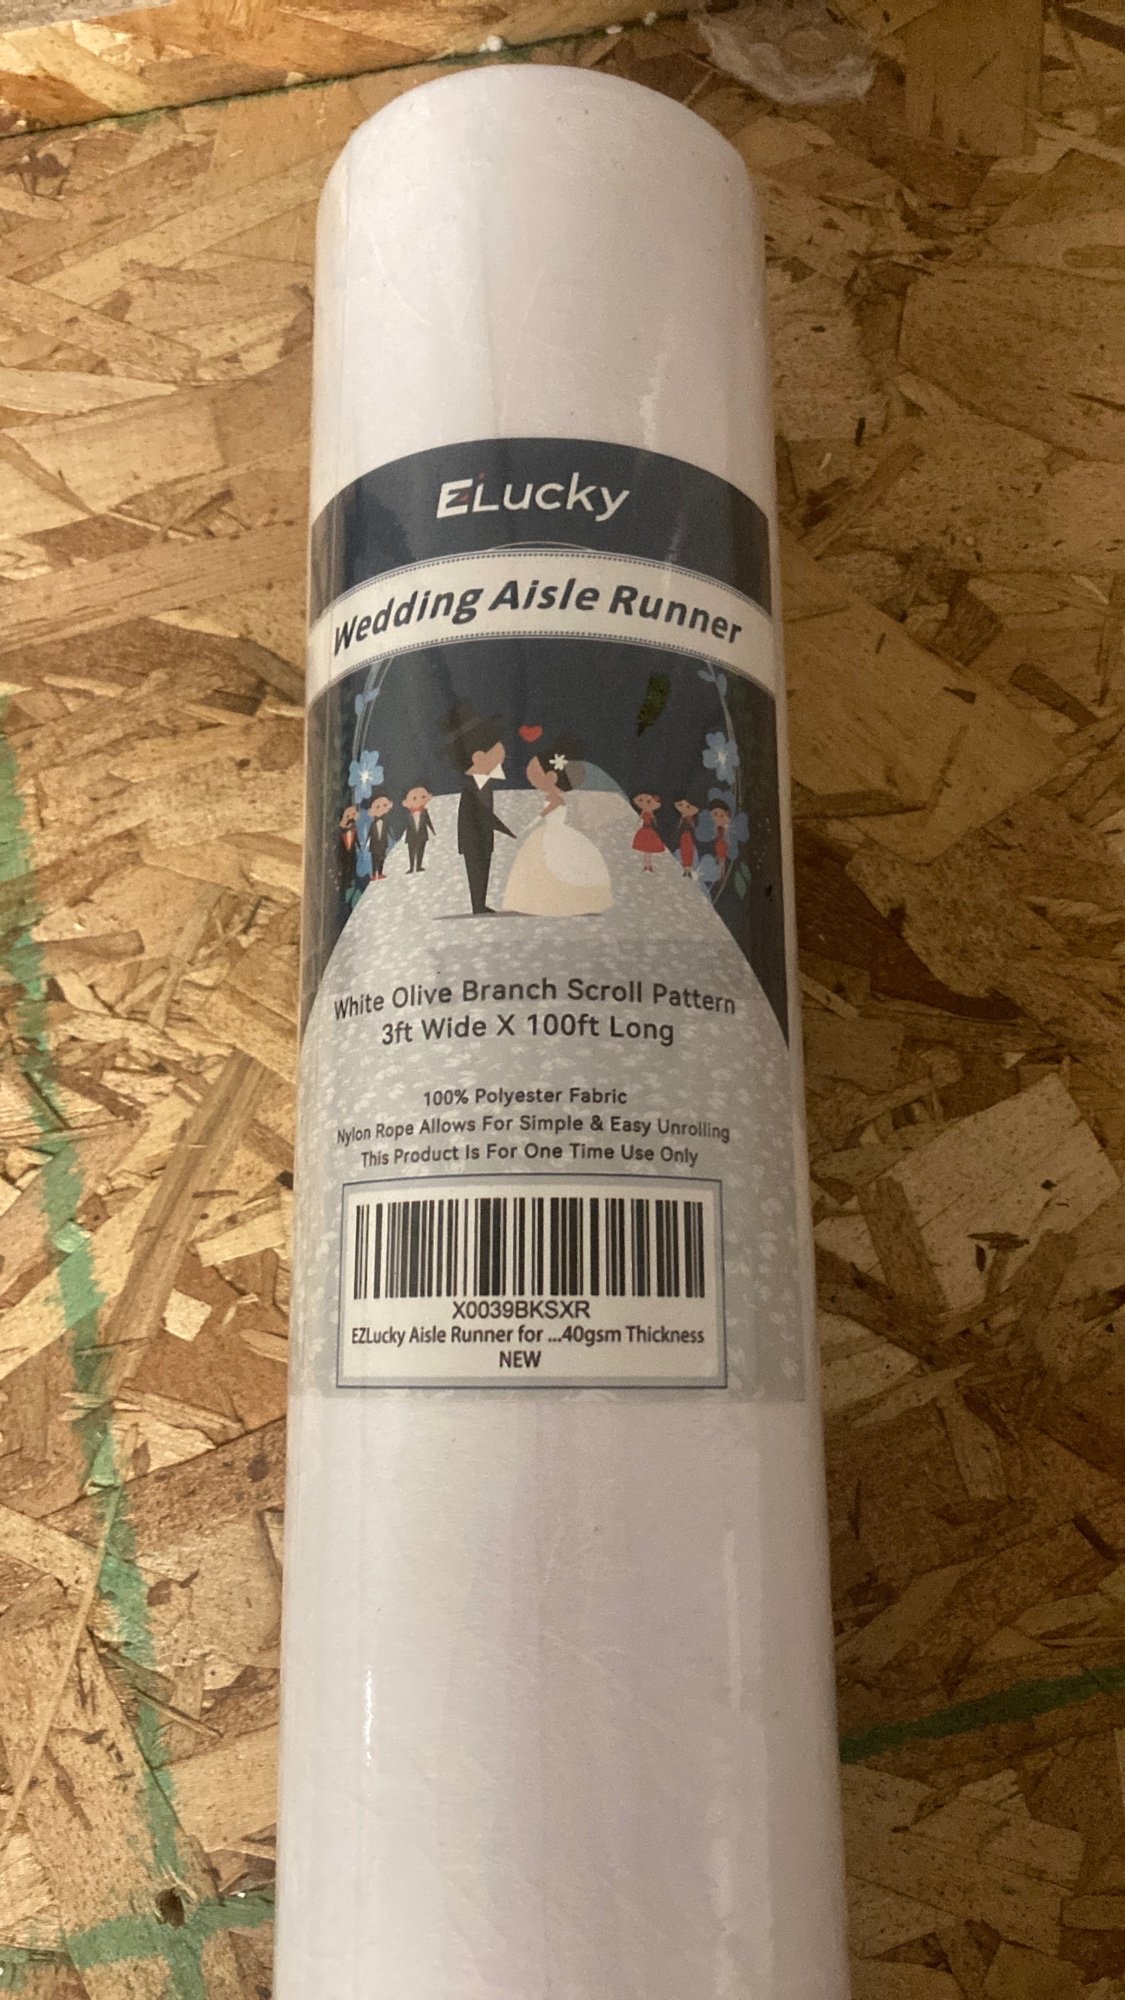 EZLucky
Wedding Aisle Runner
White Olive Branch Scroll Pattern
3ft Wide X 100ft Long
100% Polyester Fabric
Nylon Rope Allows For Simple & Easy Unrolling
This Product Is For One Time Use Only
X0039BKSXR
EZLucky Aisle Runner for ...40gsm Thickness
NEW